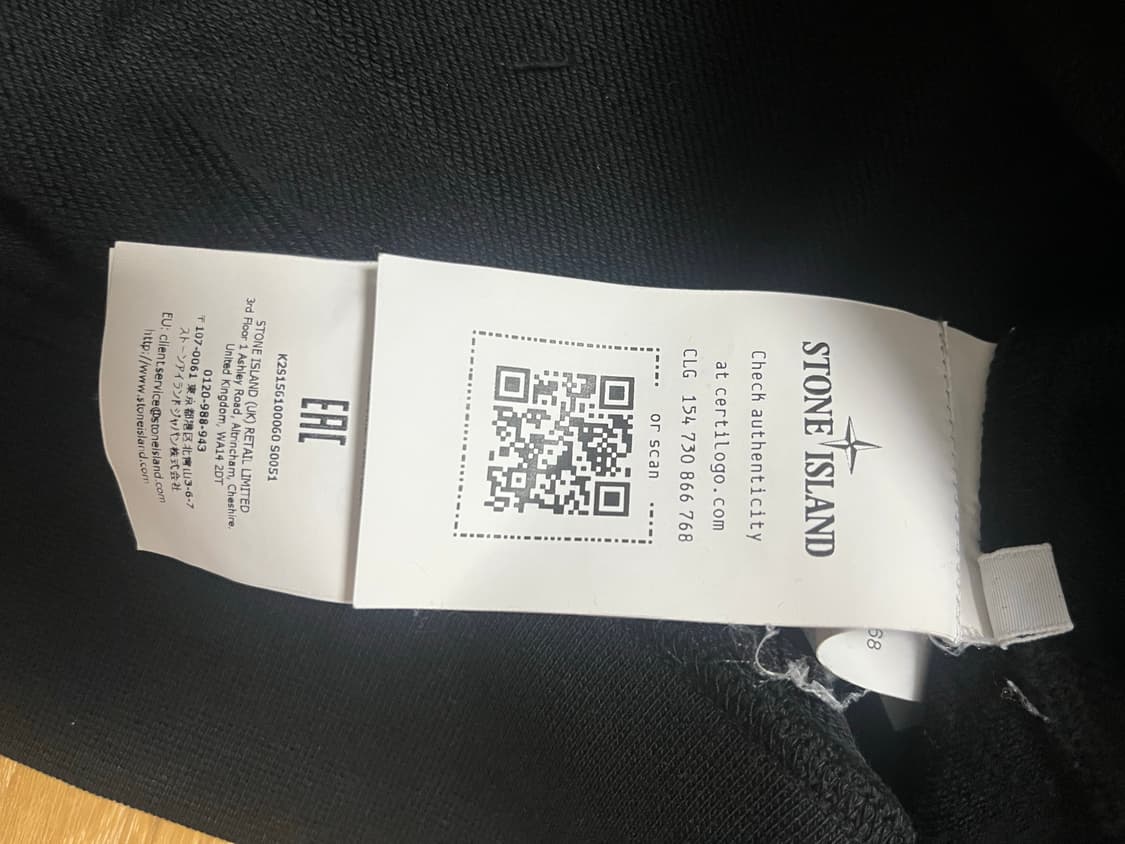 STONE ISLAND
Check authenticity
at certilogo.com
CLG 154 730 866 768
or scan
EAC
K2S156100060 S0051
STONE ISLAND (UK) RETAIL LIMITED
3rd Floor 1 Ashley Road, Altrincham, Cheshire,
United Kingdom, WA14 2DT
0120-988-943
〒107-0061 東京都港区北青山3-6-7
ストーンアイランドジャパン株式会社
EU: clientservice@stoneisland.com
http://www.stoneisland.com
68